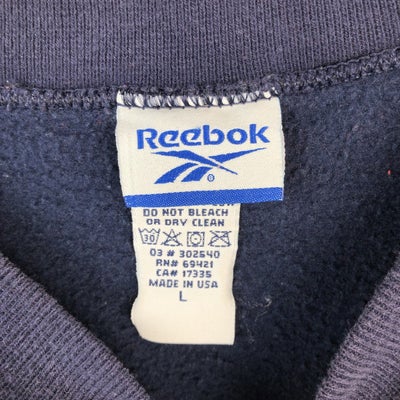 Reebok
®
DO NOT BLEACH
OR DRY CLEAN
30
03 # 302540
RN# 69421
CA# 17335
MADE IN USA
L